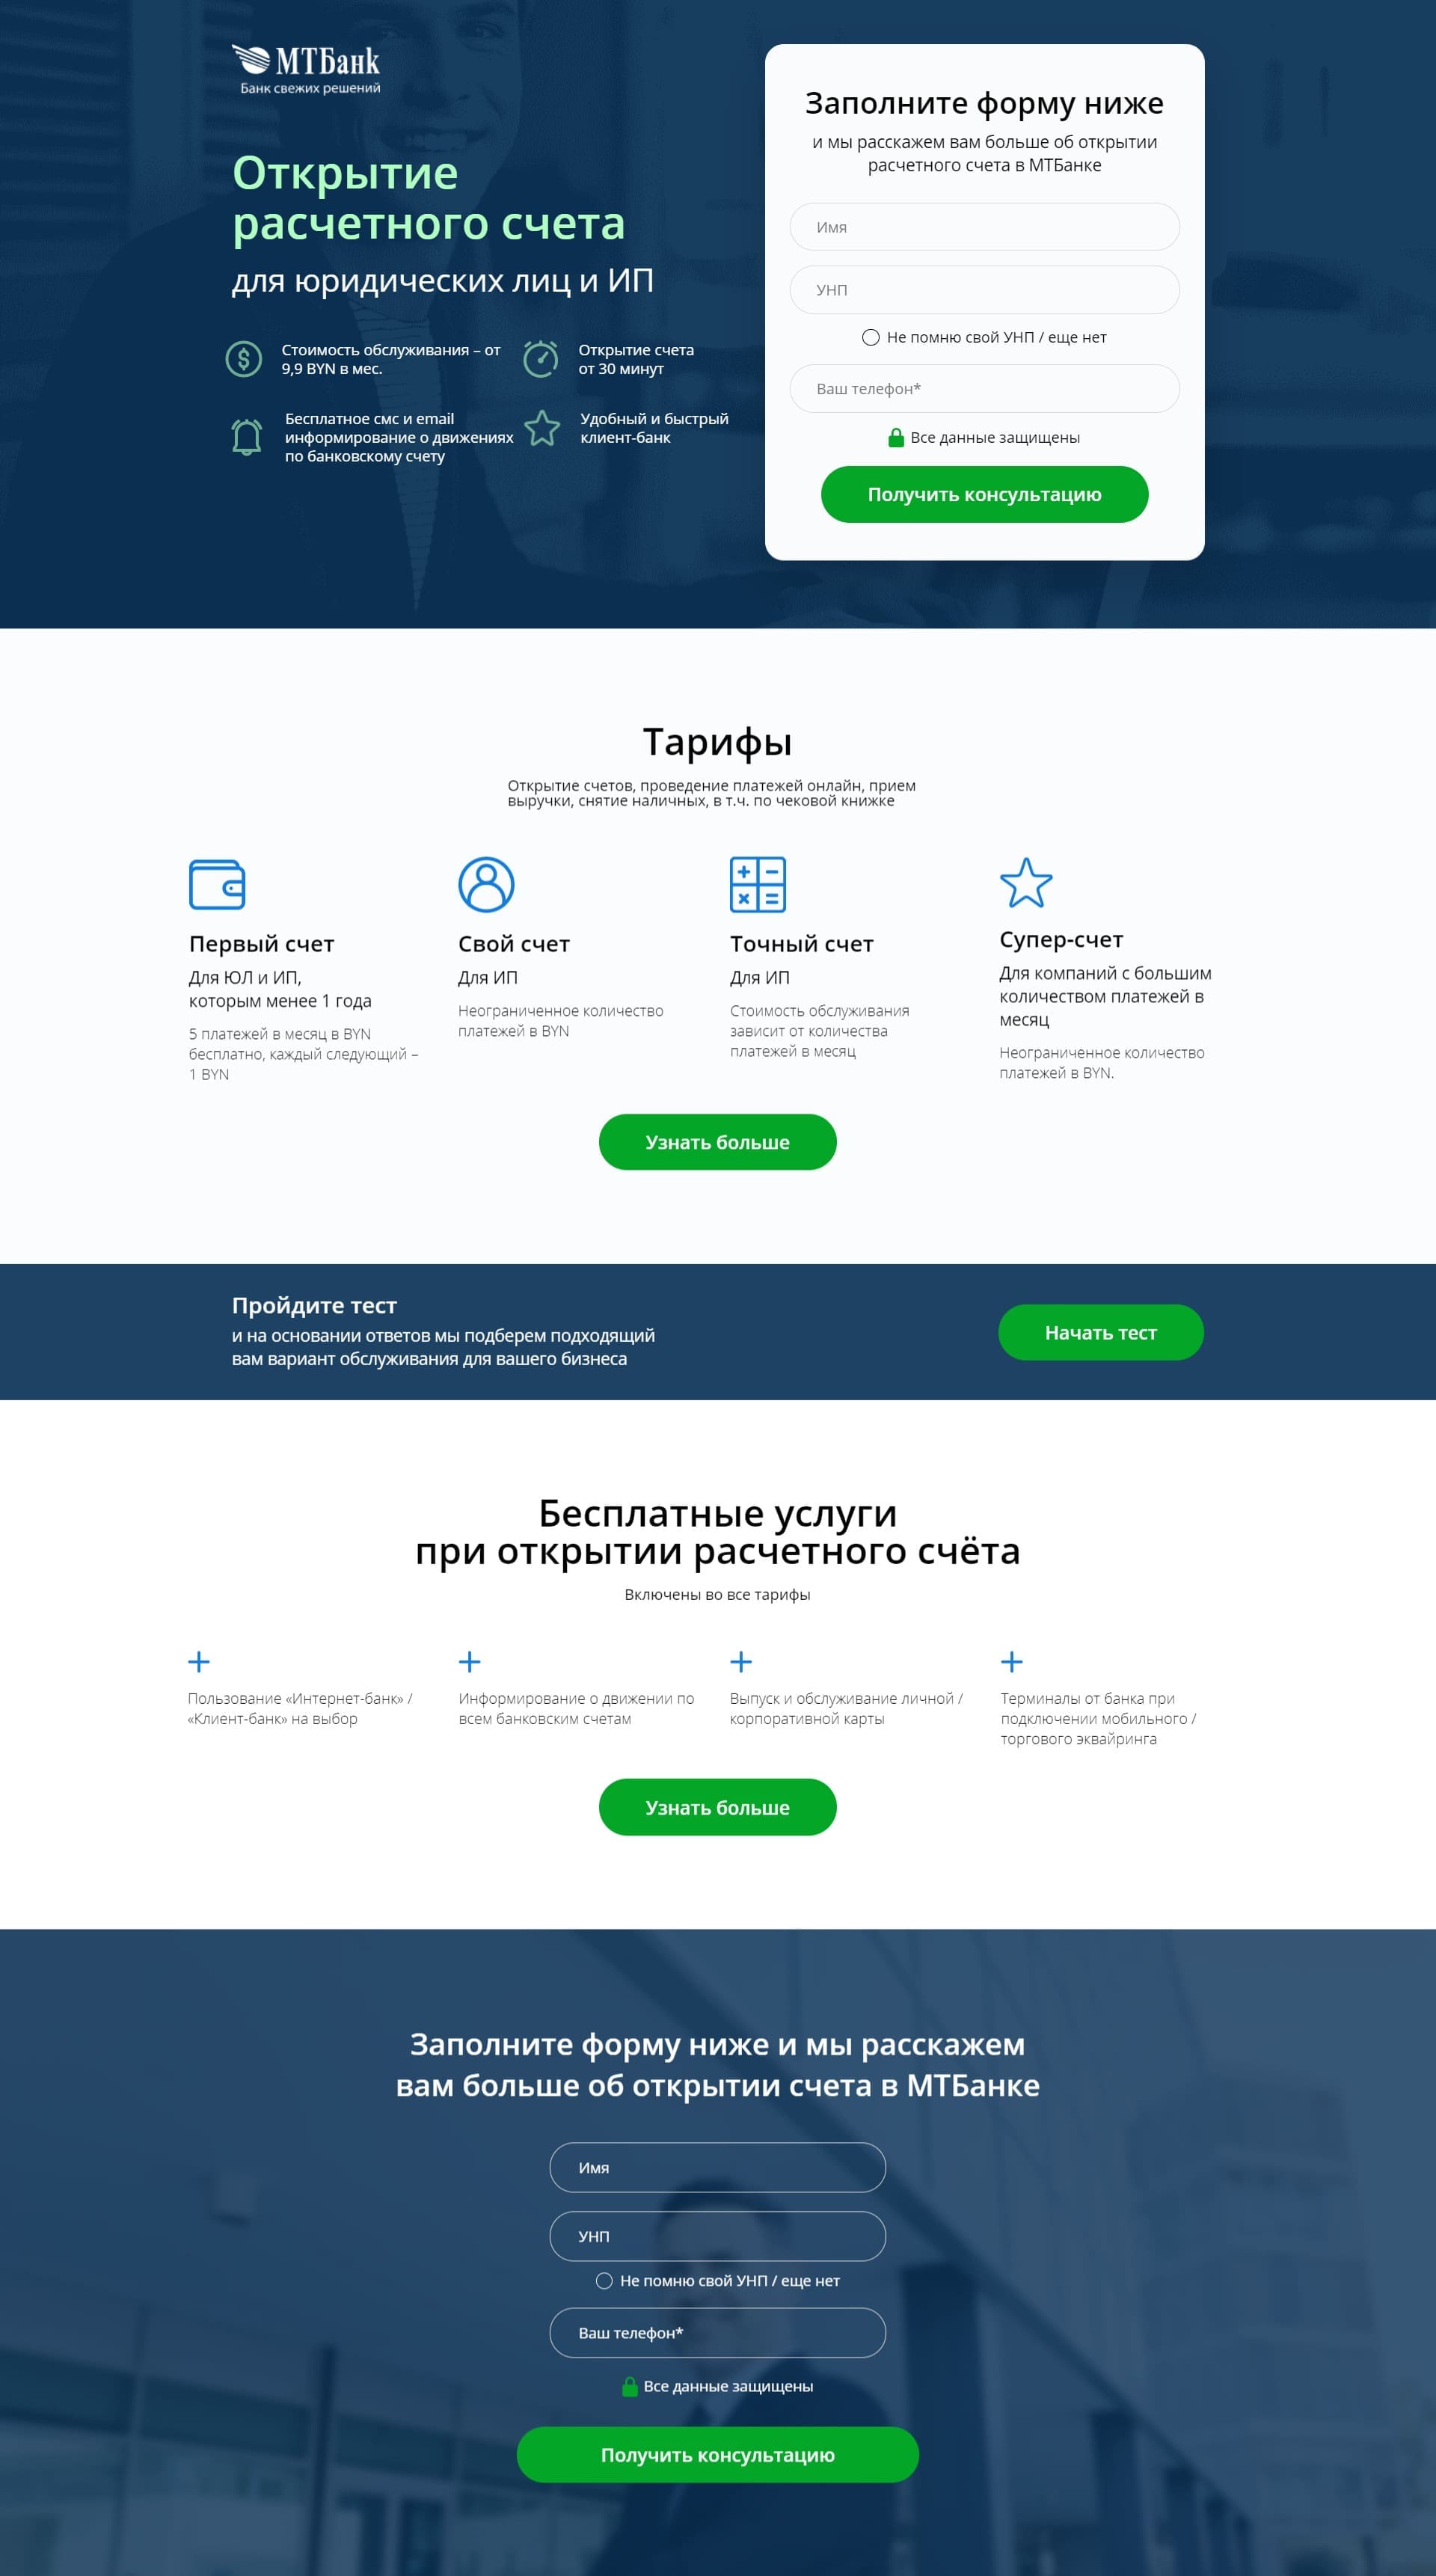 МТБанк
Банк свежих решений
Открытие
расчетного счета
для юридических лиц и ИП
Стоимость обслуживания – от
9,9 BYN в мес.
Открытие счета
от 30 минут
Бесплатное смс и email
информирование о движениях
по банковскому счету
Удобный и быстрый
клиент-банк
Заполните форму ниже
и мы расскажем вам больше об открытии
расчетного счета в МТБанке
Имя
УНП
Не помню свой УНП / еще нет
Ваш телефон*
Все данные защищены
Получить консультацию
Тарифы
Открытие счетов, проведение платежей онлайн, прием
выручки, снятие наличных, в т.ч. по чековой книжке
Первый счет
Для ЮЛ и ИП,
которым менее 1 года
5 платежей в месяц в BYN
бесплатно, каждый следующий –
1 BYN
Свой счет
Для ИП
Неограниченное количество
платежей в BYN
Точный счет
Для ИП
Стоимость обслуживания
зависит от количества
платежей в месяц
Супер-счет
Для компаний с большим
количеством платежей в
месяц
Неограниченное количество
платежей в BYN.
Узнать больше
Пройдите тест
и на основании ответов мы подберем подходящий
вам вариант обслуживания для вашего бизнеса
Начать тест
Бесплатные услуги
при открытии расчетного счёта
Включены во все тарифы
Пользование «Интернет-банк» /
«Клиент-банк» на выбор
Информирование о движении по
всем банковским счетам
Выпуск и обслуживание личной /
корпоративной карты
Терминалы от банка при
подключении мобильного /
торгового эквайринга
Узнать больше
Заполните форму ниже и мы расскажем
вам больше об открытии счета в МТБанке
Имя
УНП
Не помню свой УНП / еще нет
Ваш телефон*
Все данные защищены
Получить консультацию